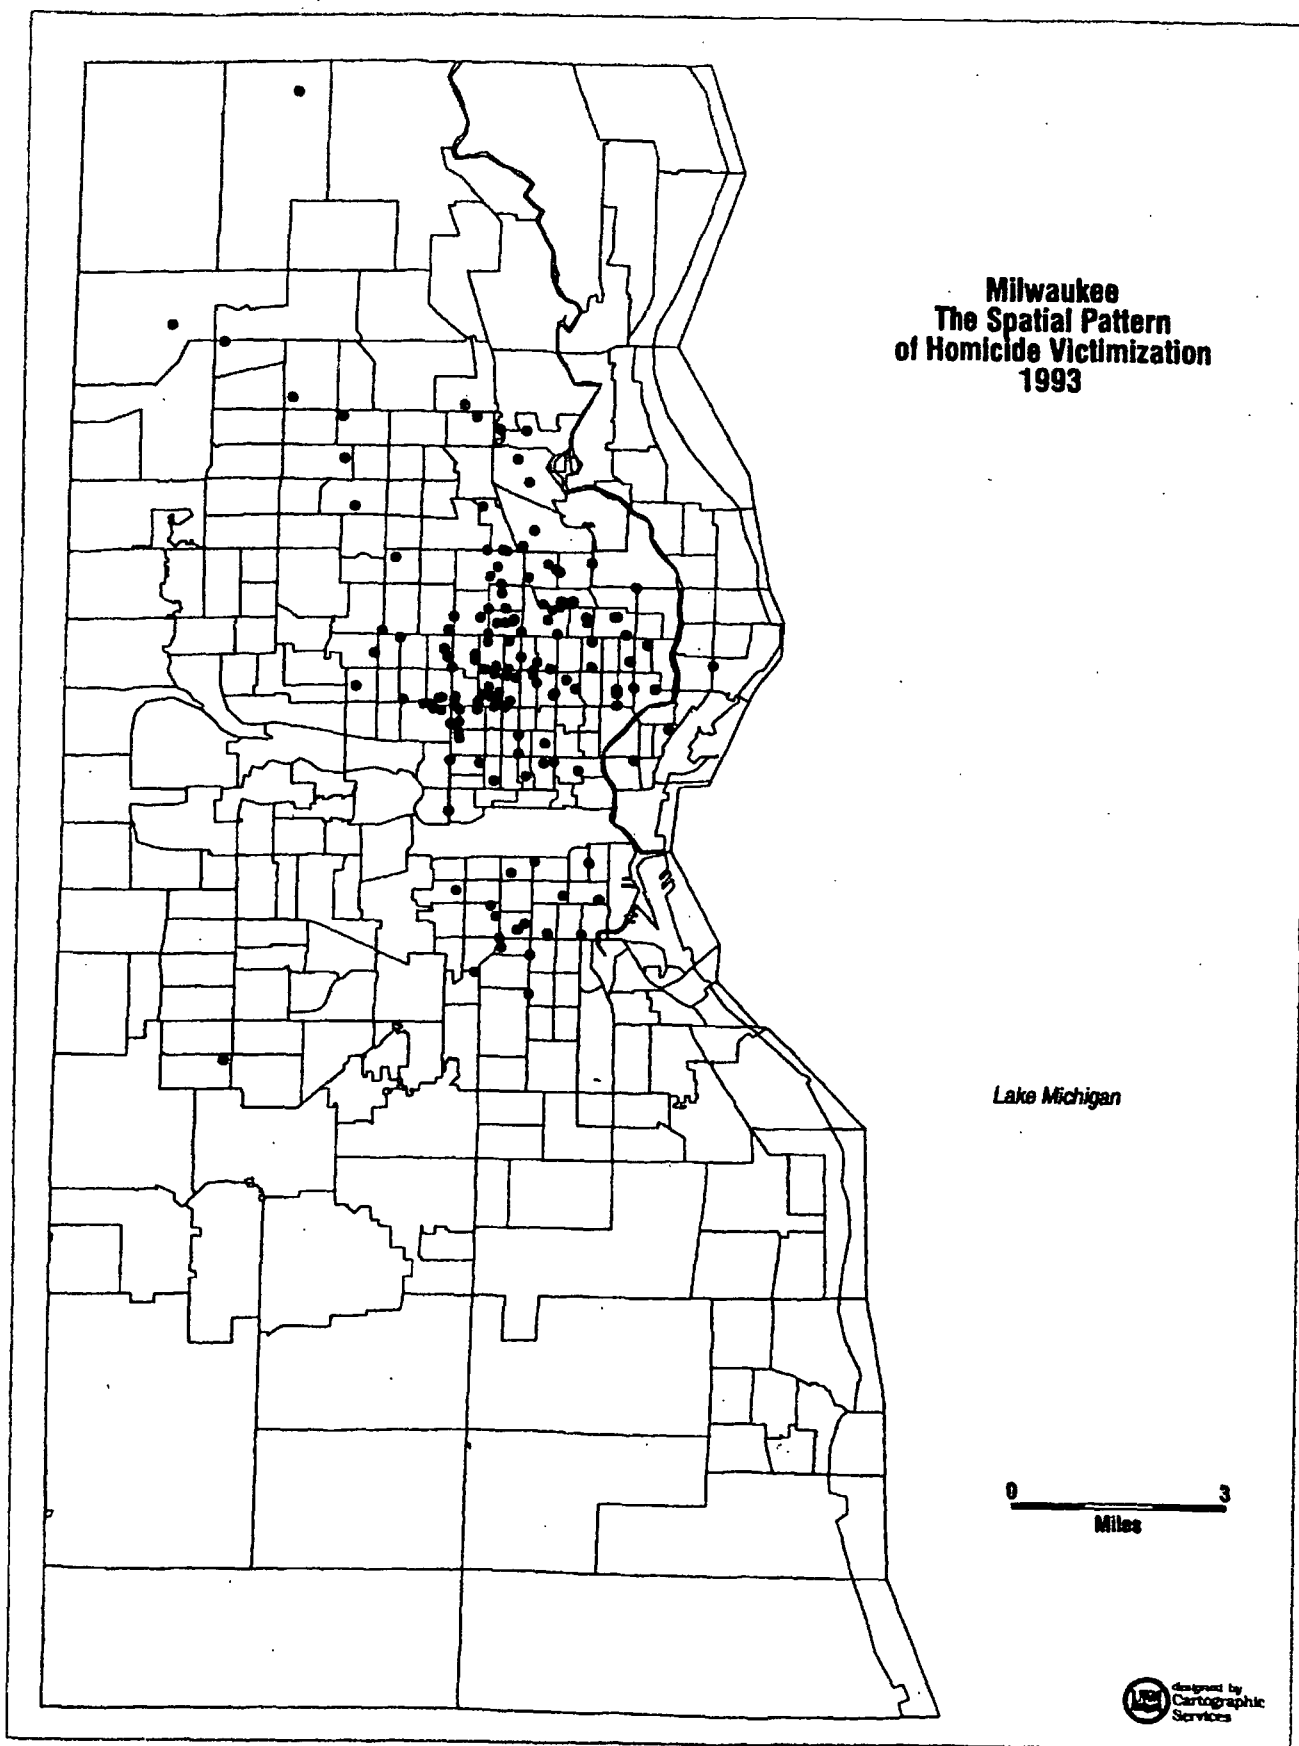 Milwaukee
The Spatial Pattern
of Homicide Victimization
1993
Lake Michigan
0 3
Miles
designed by
Cartographic
Services